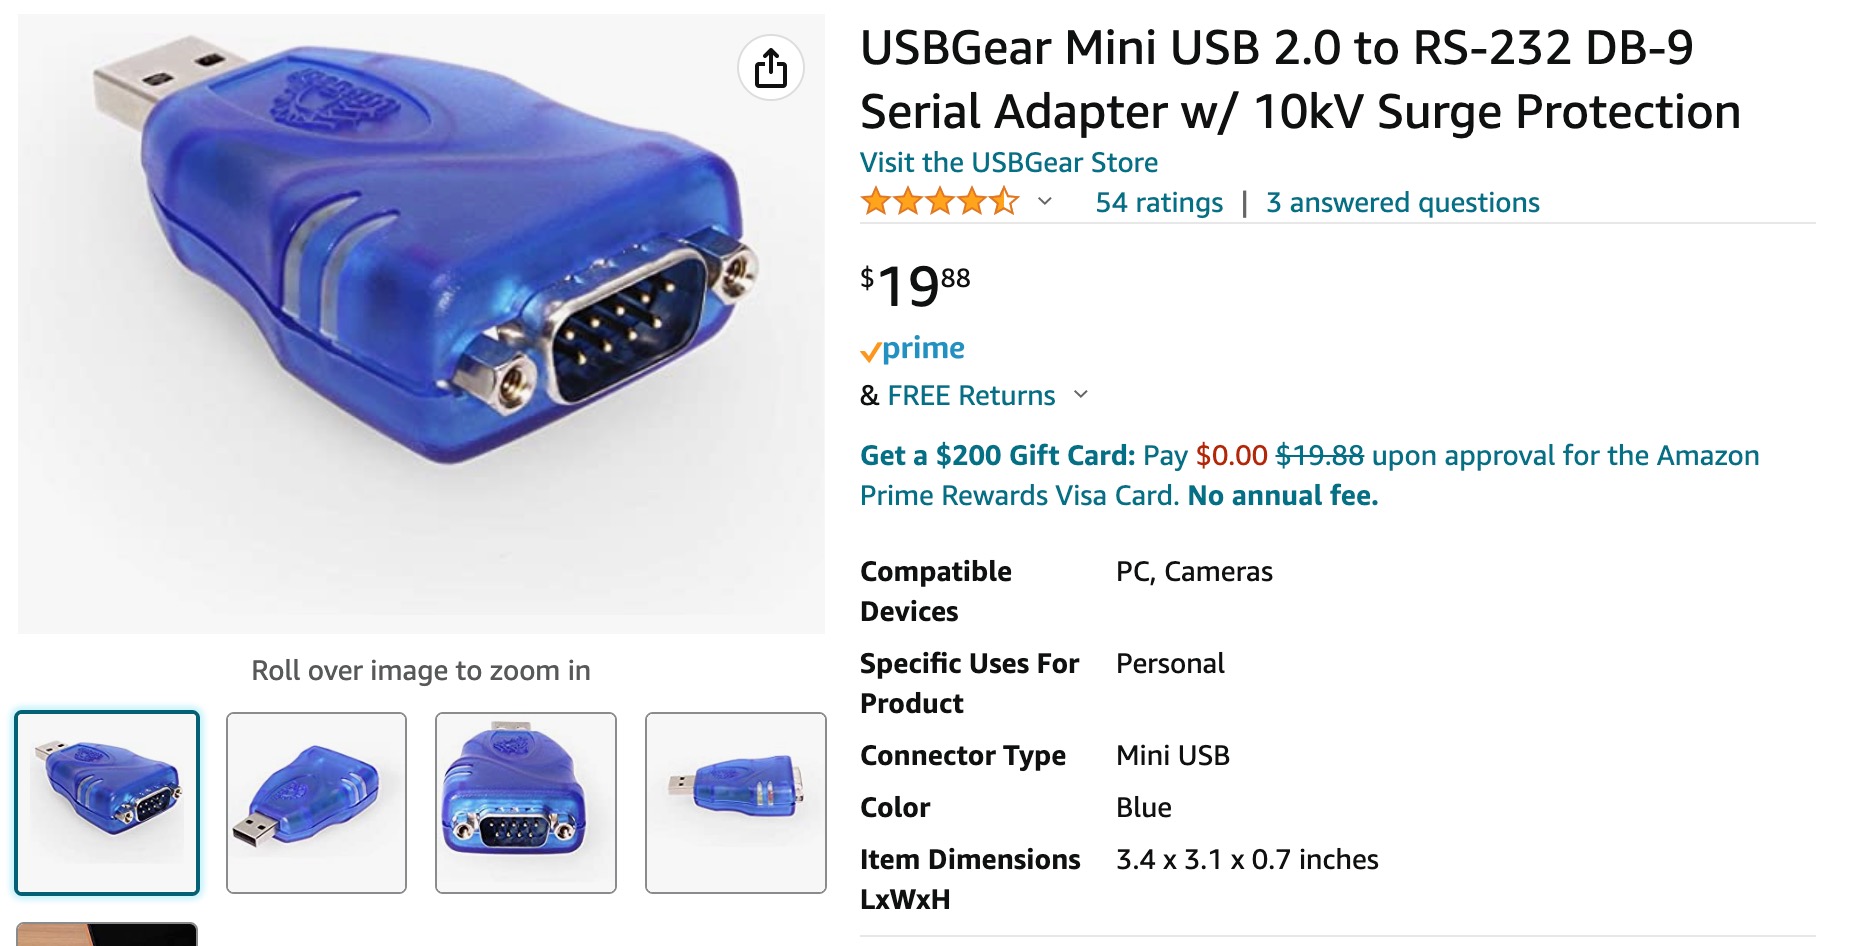 USBGear Mini USB 2.0 to RS-232 DB-9
Serial Adapter w/ 10kV Surge Protection
Visit the USBGear Store
54 ratings | 3 answered questions
$19.88
prime
& FREE Returns
Get a $200 Gift Card: Pay $0.00 $19.88 upon approval for the Amazon
Prime Rewards Visa Card. No annual fee.
Compatible
Devices
PC, Cameras
Specific Uses For
Product
Personal
Connector Type
Mini USB
Color
Blue
Item Dimensions
LxWxH
3.4 x 3.1 x 0.7 inches
Roll over image to zoom in